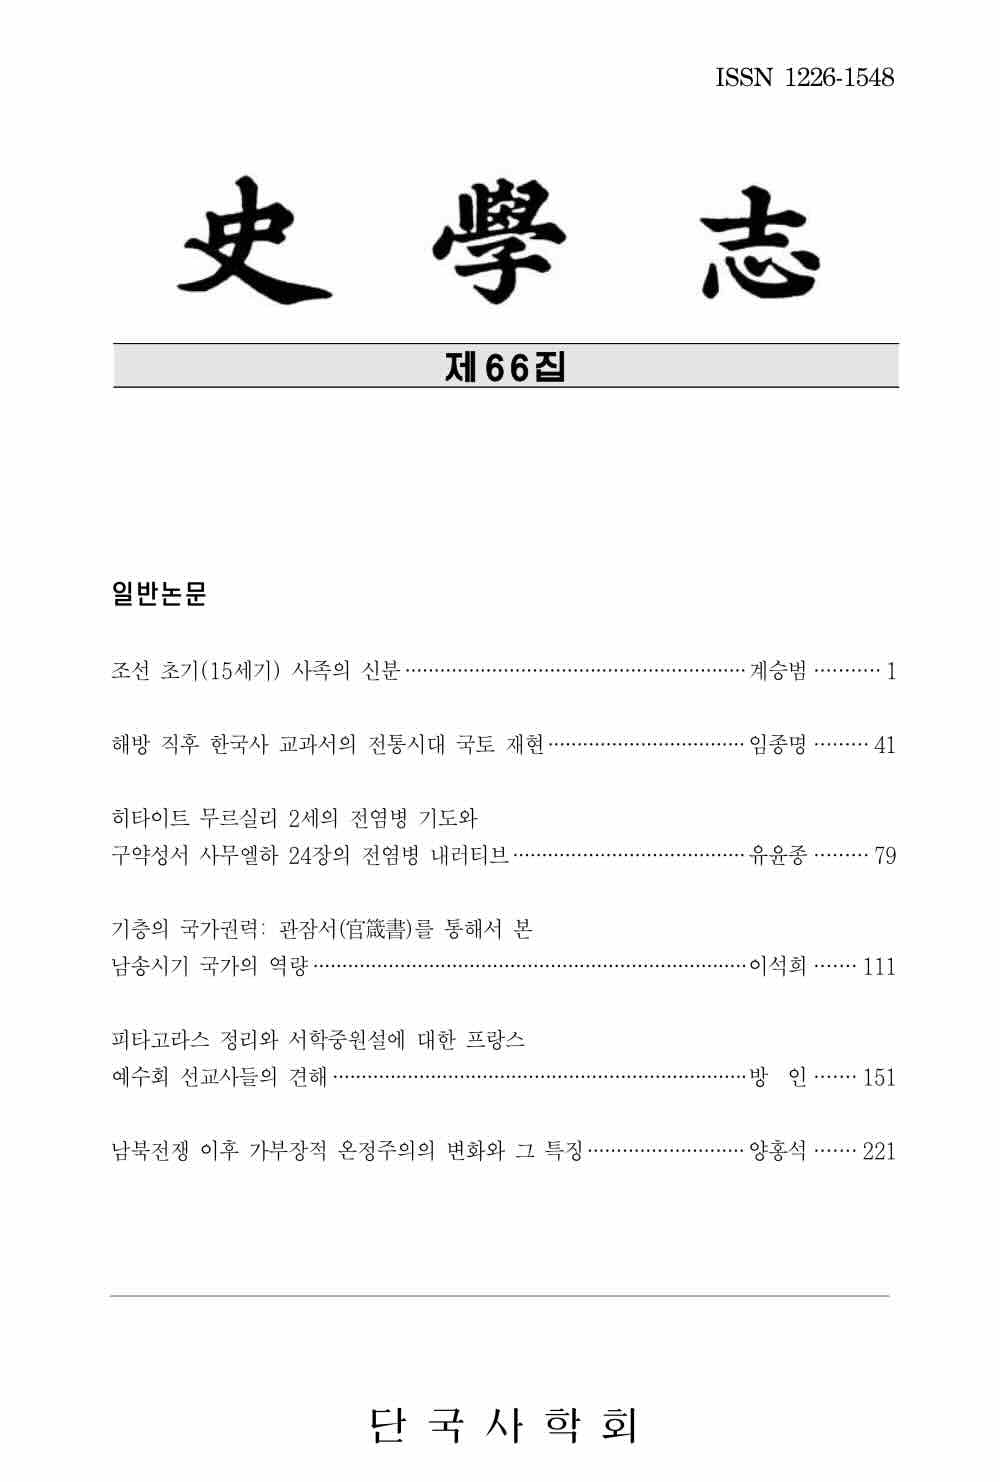 ISSN 1226-1548
史 學 志
제66집
일반논문
조선 초기(15세기) 사족의 신분 ························································ 계승범 ··········· 1
해방 직후 한국사 교과서의 전통시대 국토 재현 ································· 임종명 ········· 41
히타이트 무르실리 2세의 전염병 기도와
구약성서 사무엘하 24장의 전염병 내러티브 ······································ 유윤종 ········· 79
기층의 국가권력: 관잠서(官箴書)를 통해서 본
남송시기 국가의 역량 ······································································· 이석희 ······· 111
피타고라스 정리와 서학중원설에 대한 프랑스
예수회 선교사들의 견해 ···································································· 방 인 ······· 151
남북전쟁 이후 가부장적 온정주의의 변화와 그 특징 ·························· 양홍석 ······· 221
단 국 사 학 회